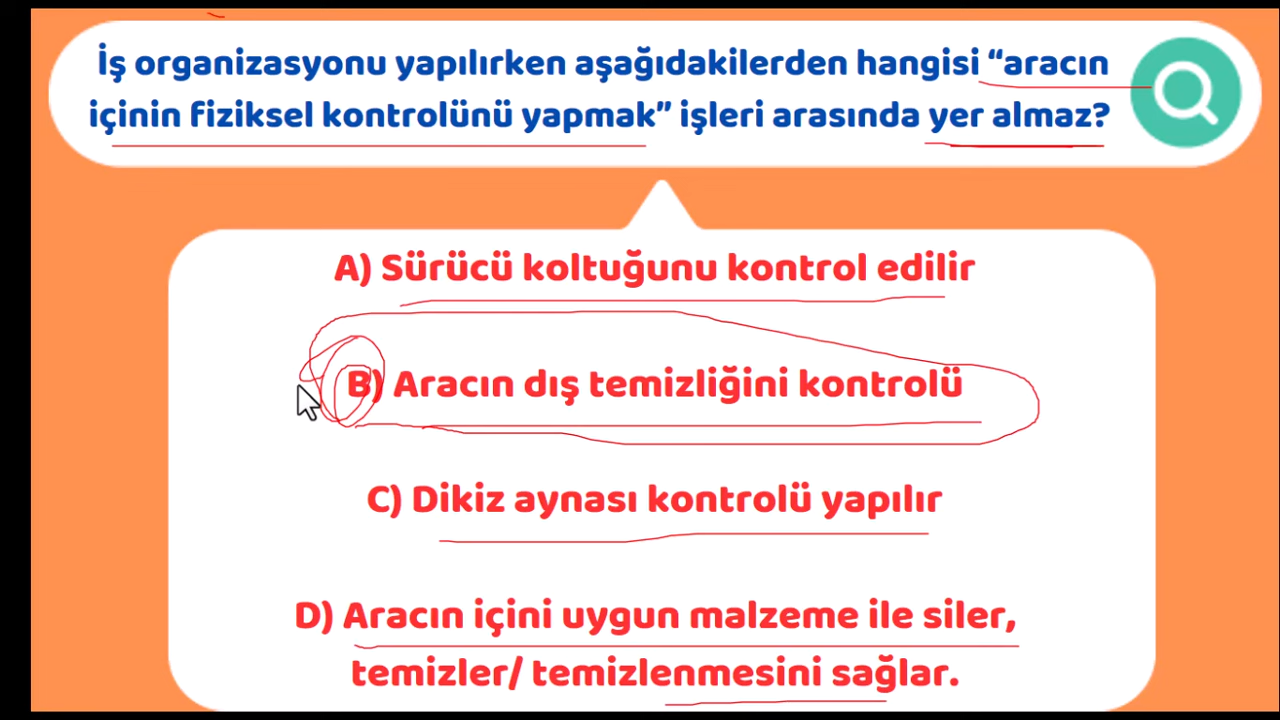 İş organizasyonu yapılırken aşağıdakilerden hangisi “aracın
içinin fiziksel kontrolünü yapmak” işleri arasında yer almaz?
A) Sürücü koltuğunu kontrol edilir
B) Aracın dış temizliğini kontrolü
C) Dikiz aynası kontrolü yapılır
D) Aracın içini uygun malzeme ile siler,
temizler/ temizlenmesini sağlar.